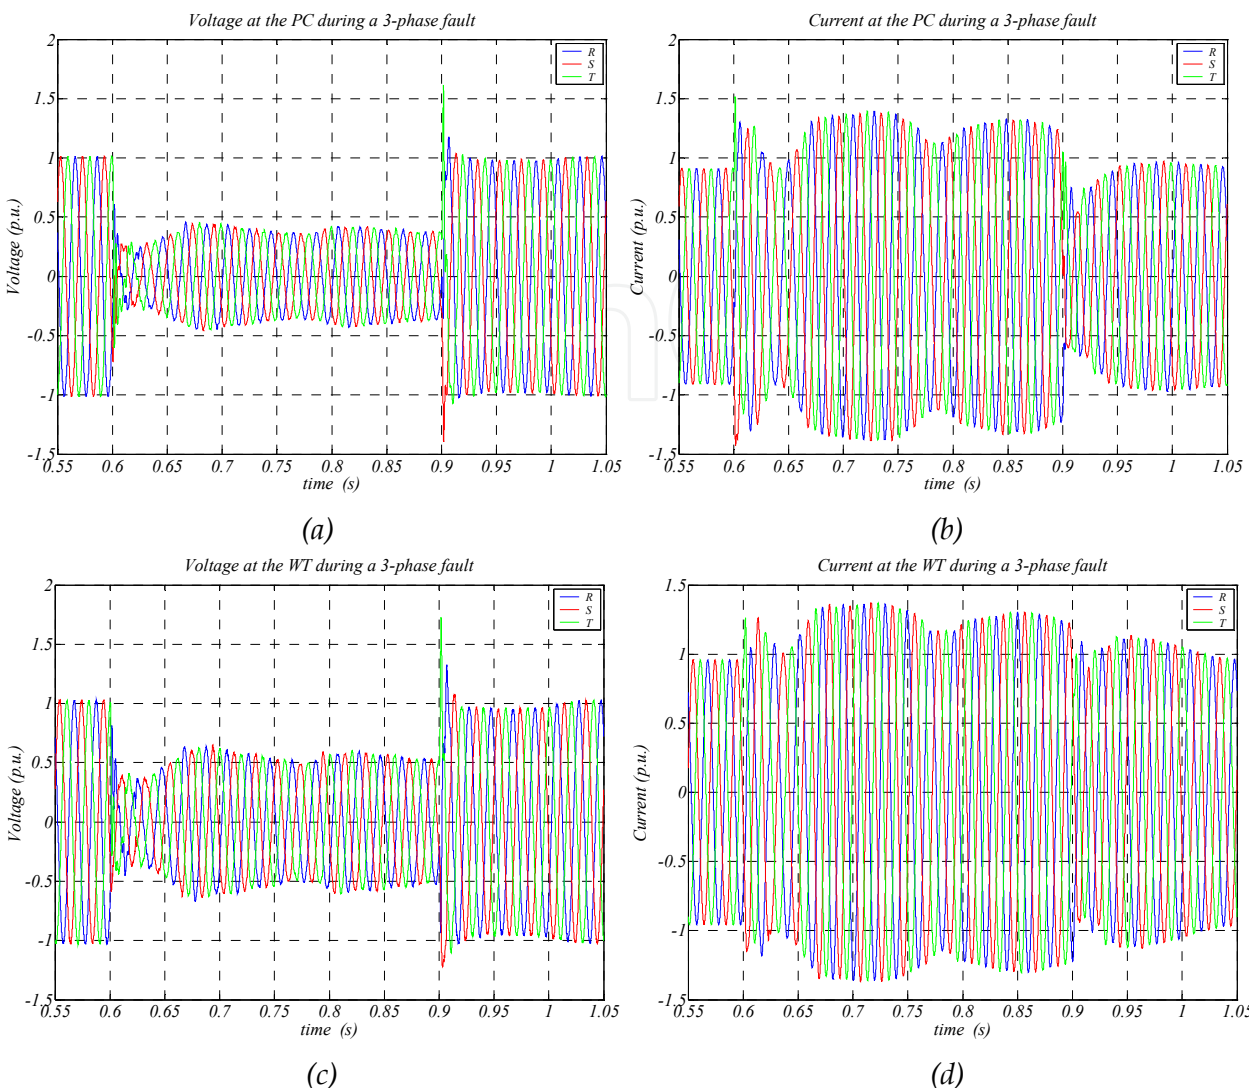 Voltage at the PC during a 3-phase fault
2
1.5
1
0.5
0
-0.5
-1
-1.5
Voltage (p.u.)
R
S
T
0.55 0.6 0.65 0.7 0.75 0.8 0.85 0.9 0.95 1 1.05
time (s)
(a)
Current at the PC during a 3-phase fault
2
1.5
1
0.5
0
-0.5
-1
-1.5
Current (p.u.)
R
S
T
0.55 0.6 0.65 0.7 0.75 0.8 0.85 0.9 0.95 1 1.05
time (s)
(b)
Voltage at the WT during a 3-phase fault
2
1.5
1
0.5
0
-0.5
-1
-1.5
Voltage (p.u.)
R
S
T
0.55 0.6 0.65 0.7 0.75 0.8 0.85 0.9 0.95 1 1.05
time (s)
(c)
Current at the WT during a 3-phase fault
1.5
1
0.5
0
-0.5
-1
-1.5
Current (p.u.)
R
S
T
0.55 0.6 0.65 0.7 0.75 0.8 0.85 0.9 0.95 1 1.05
time (s)
(d)